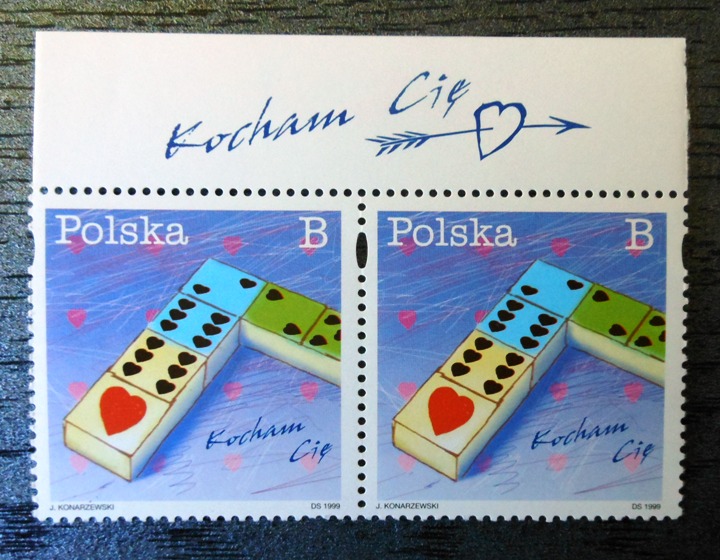 Kocham Cię
Polska B
Kocham
Cię
J. KONARZEWSKI DS 1999
Polska B
Kocham
Cię
J. KONARZEWSKI DS 1999